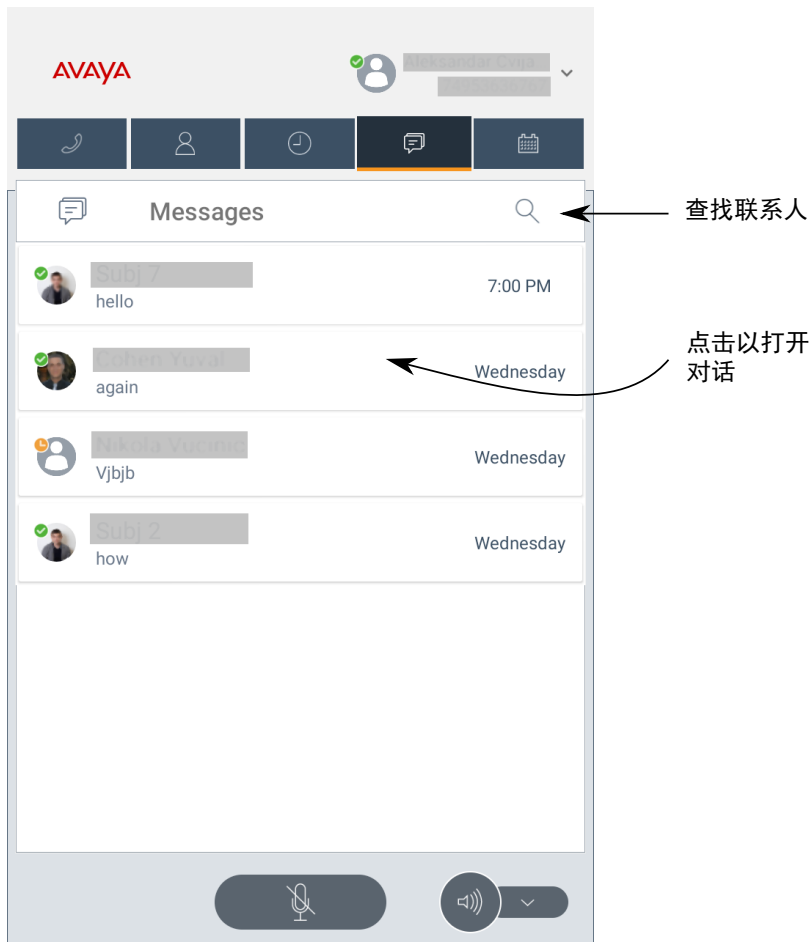 AVAYA
Messages
查找联系人
Subj 7
7:00 PM
hello
点击以打开
对话
Cohen Yuval
Wednesday
again
Nikola Vucinic
Wednesday
Vjbjb
Subj 2
Wednesday
how